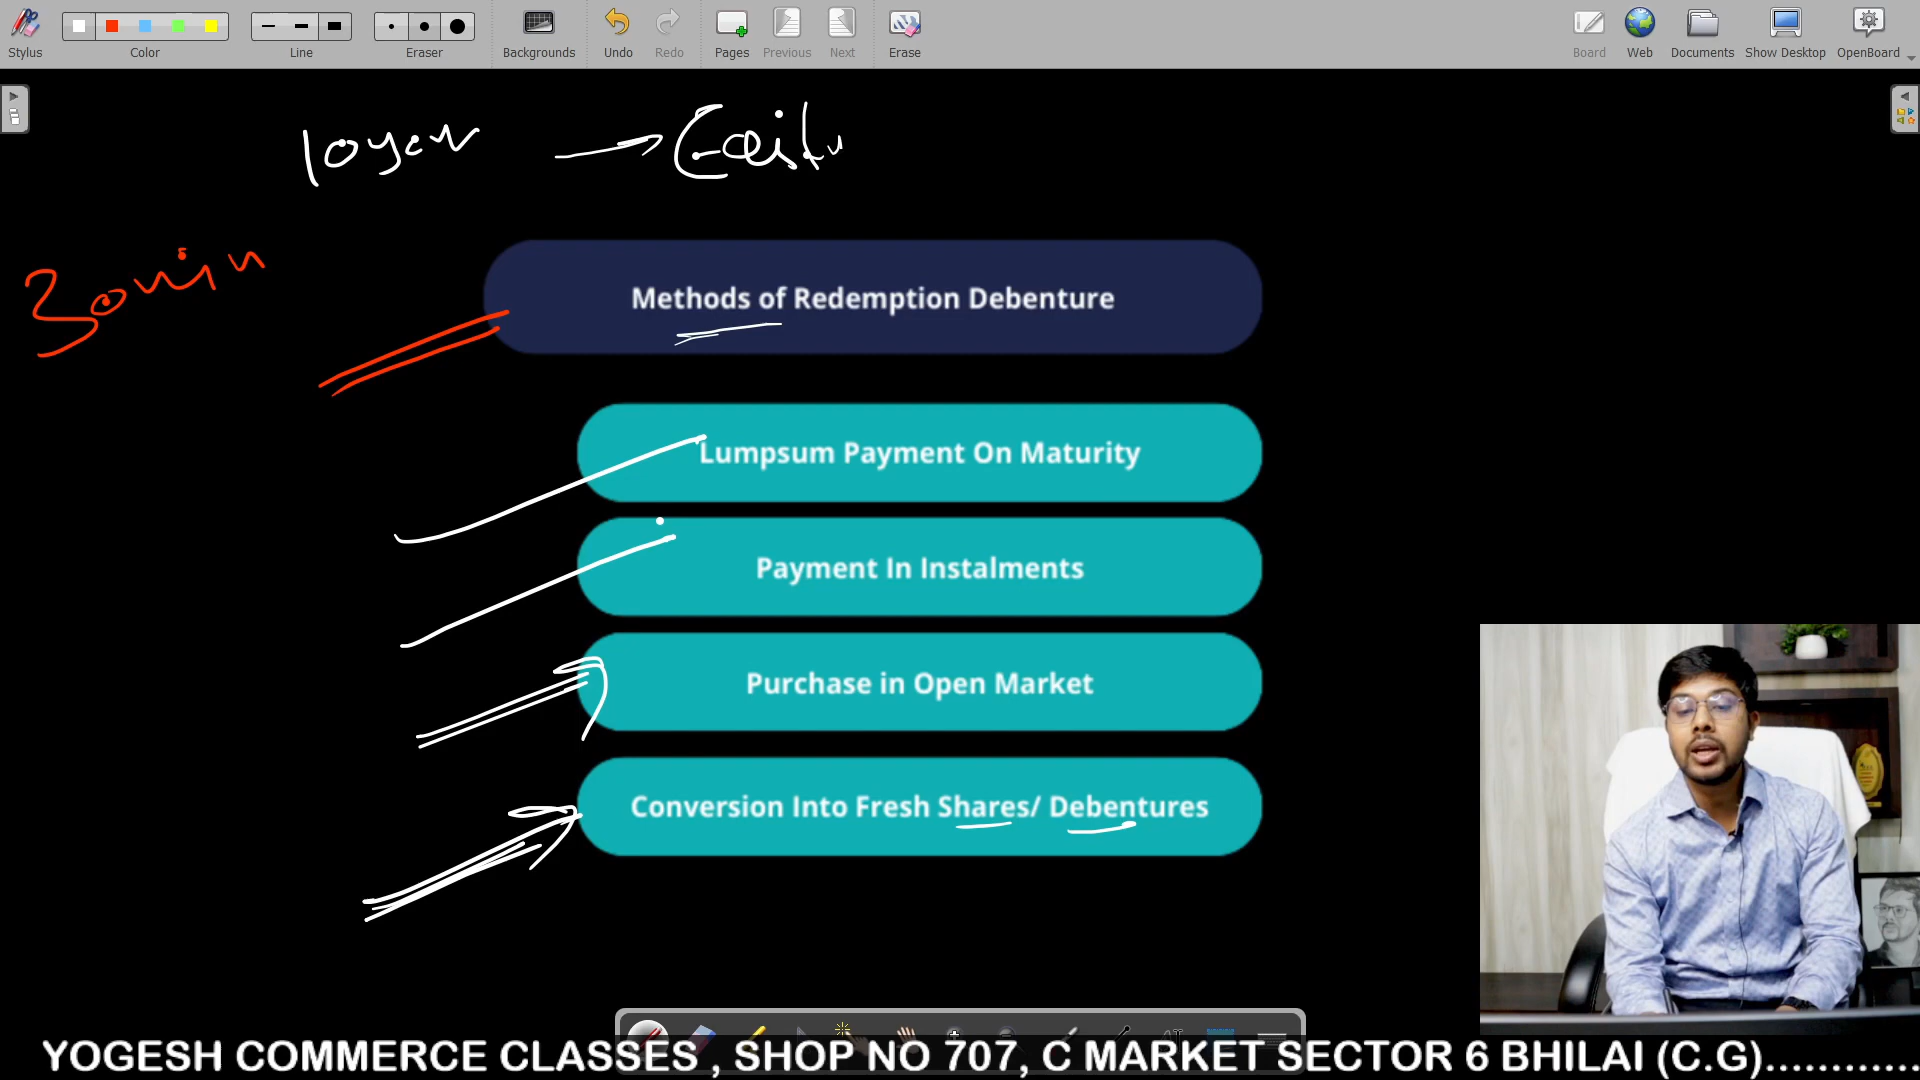 Stylus Color Line Eraser Backgrounds Undo Redo Pages Previous Next Erase Board Web Documents Show Desktop OpenBoard
10 year
30 min
Methods of Redemption Debenture
Lumpsum Payment On Maturity
Payment In Instalments
Purchase in Open Market
Conversion Into Fresh Shares/ Debentures
YOGESH COMMERCE CLASSES , SHOP NO 707, C MARKET SECTOR 6 BHILAI (C.G)............